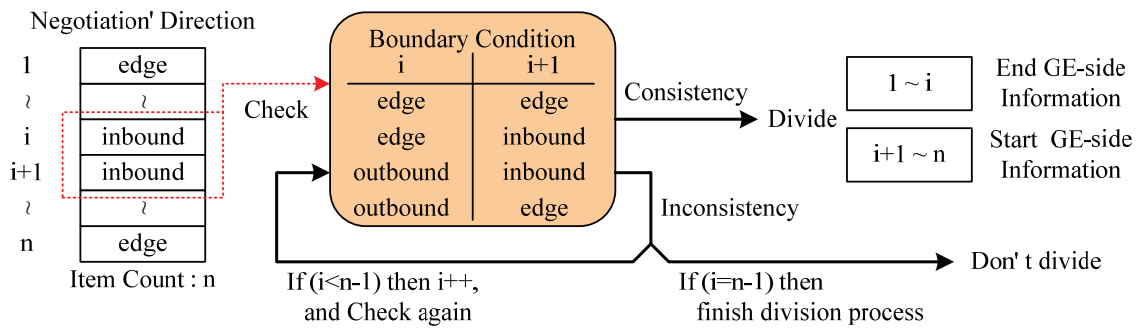 Negotiation' Direction
1 edge
~ ~
i inbound
i+1 inbound
~ ~
n edge
Item Count : n
Check
Boundary Condition
i i+1
edge edge
edge inbound
outbound inbound
outbound edge
Consistency
Divide
1 ~ i
End GE-side
Information
i+1 ~ n
Start GE-side
Information
Inconsistency
If (i<n-1) then i++,
and Check again
If (i=n-1) then
finish division process
Don't divide